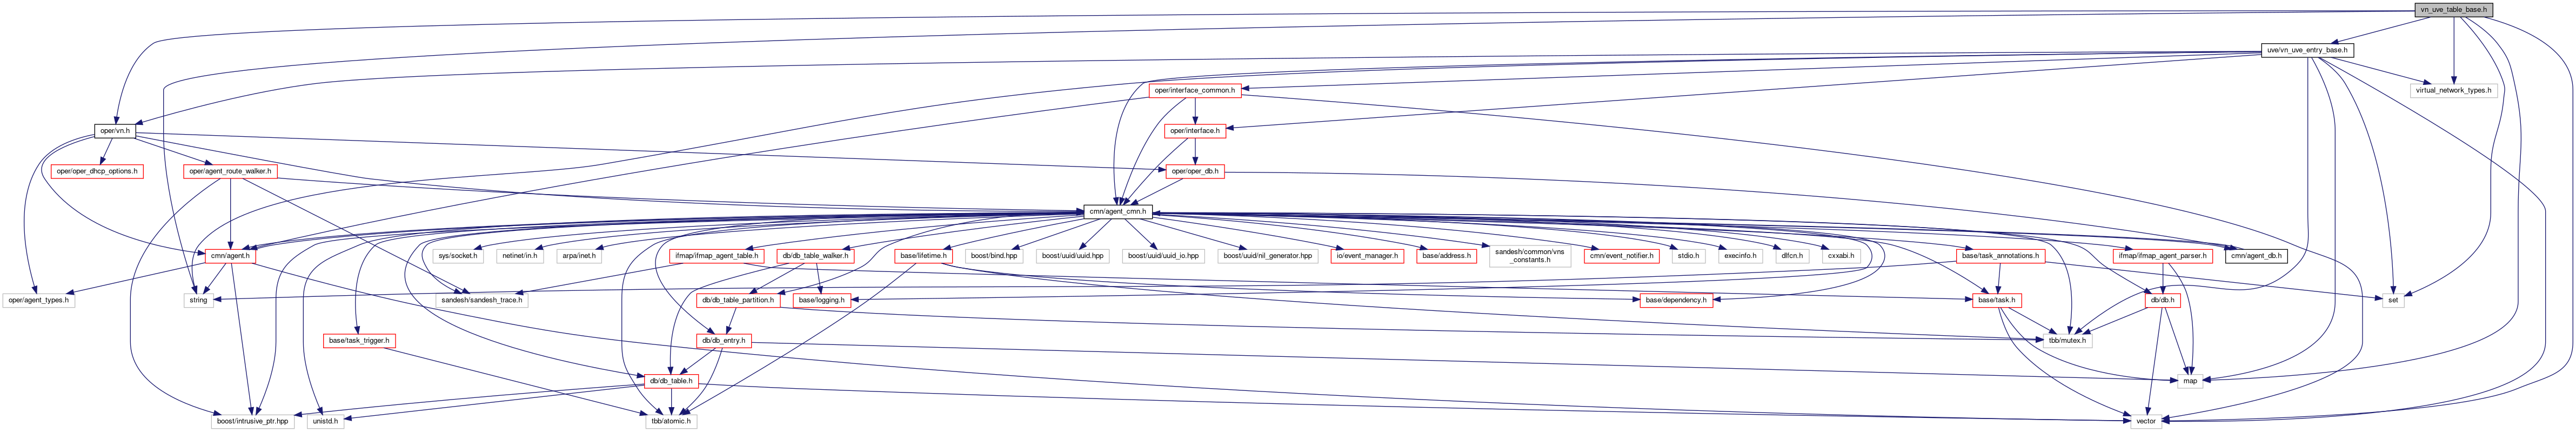 vn_uve_table_base.h
uve/vn_uve_entry_base.h
oper/interface_common.h
virtual_network_types.h
oper/vn.h
oper/interface.h
oper/oper_dhcp_options.h
oper/agent_route_walker.h
oper/oper_db.h
cmn/agent_cmn.h
cmn/agent.h
sys/socket.h
netinet/in.h
arpa/inet.h
ifmap/ifmap_agent_table.h
db/db_table_walker.h
base/lifetime.h
boost/bind.hpp
boost/uuid/uuid.hpp
boost/uuid/uuid_io.hpp
boost/uuid/nil_generator.hpp
io/event_manager.h
base/address.h
sandesh/common/vns
_constants.h
cmn/event_notifier.h
stdio.h
execinfo.h
dlfcn.h
cxxabi.h
base/task_annotations.h
ifmap/ifmap_agent_parser.h
cmn/agent_db.h
oper/agent_types.h
string
sandesh/sandesh_trace.h
db/db_table_partition.h
base/logging.h
base/dependency.h
base/task.h
db/db.h
set
base/task_trigger.h
db/db_entry.h
tbb/mutex.h
db/db_table.h
map
boost/intrusive_ptr.hpp
unistd.h
tbb/atomic.h
vector